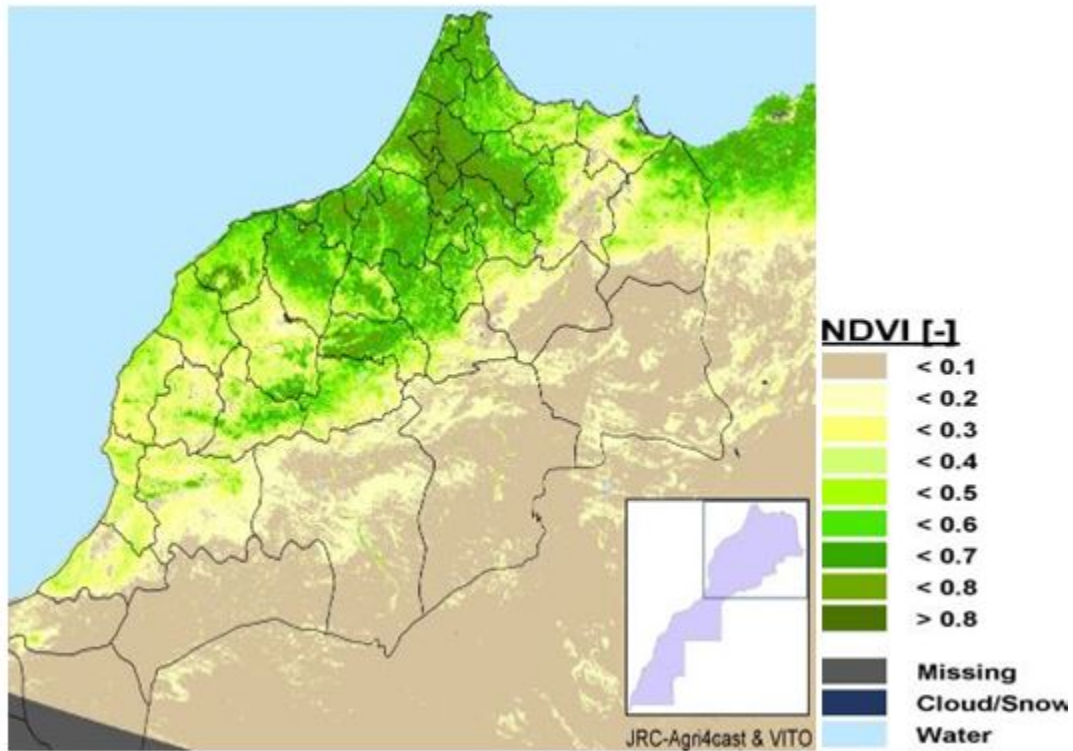 NDVI [-]
< 0.1
< 0.2
< 0.3
< 0.4
< 0.5
< 0.6
< 0.7
< 0.8
> 0.8
Missing
Cloud/Snow
Water
JRC-Agri4cast & VITO